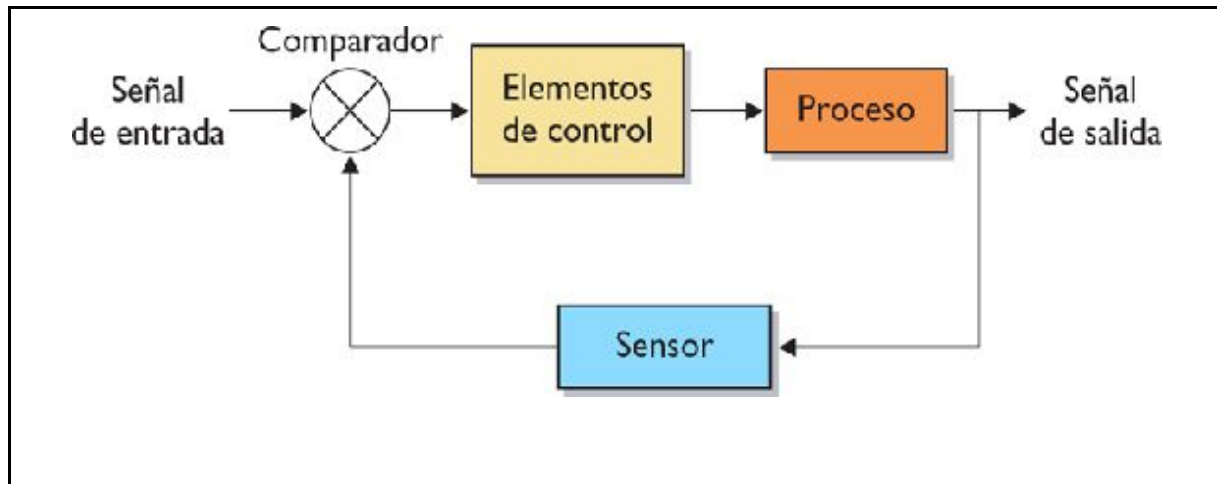 Comparador
Señal
de entrada
Elementos
de control
Proceso
Señal
de salida
Sensor